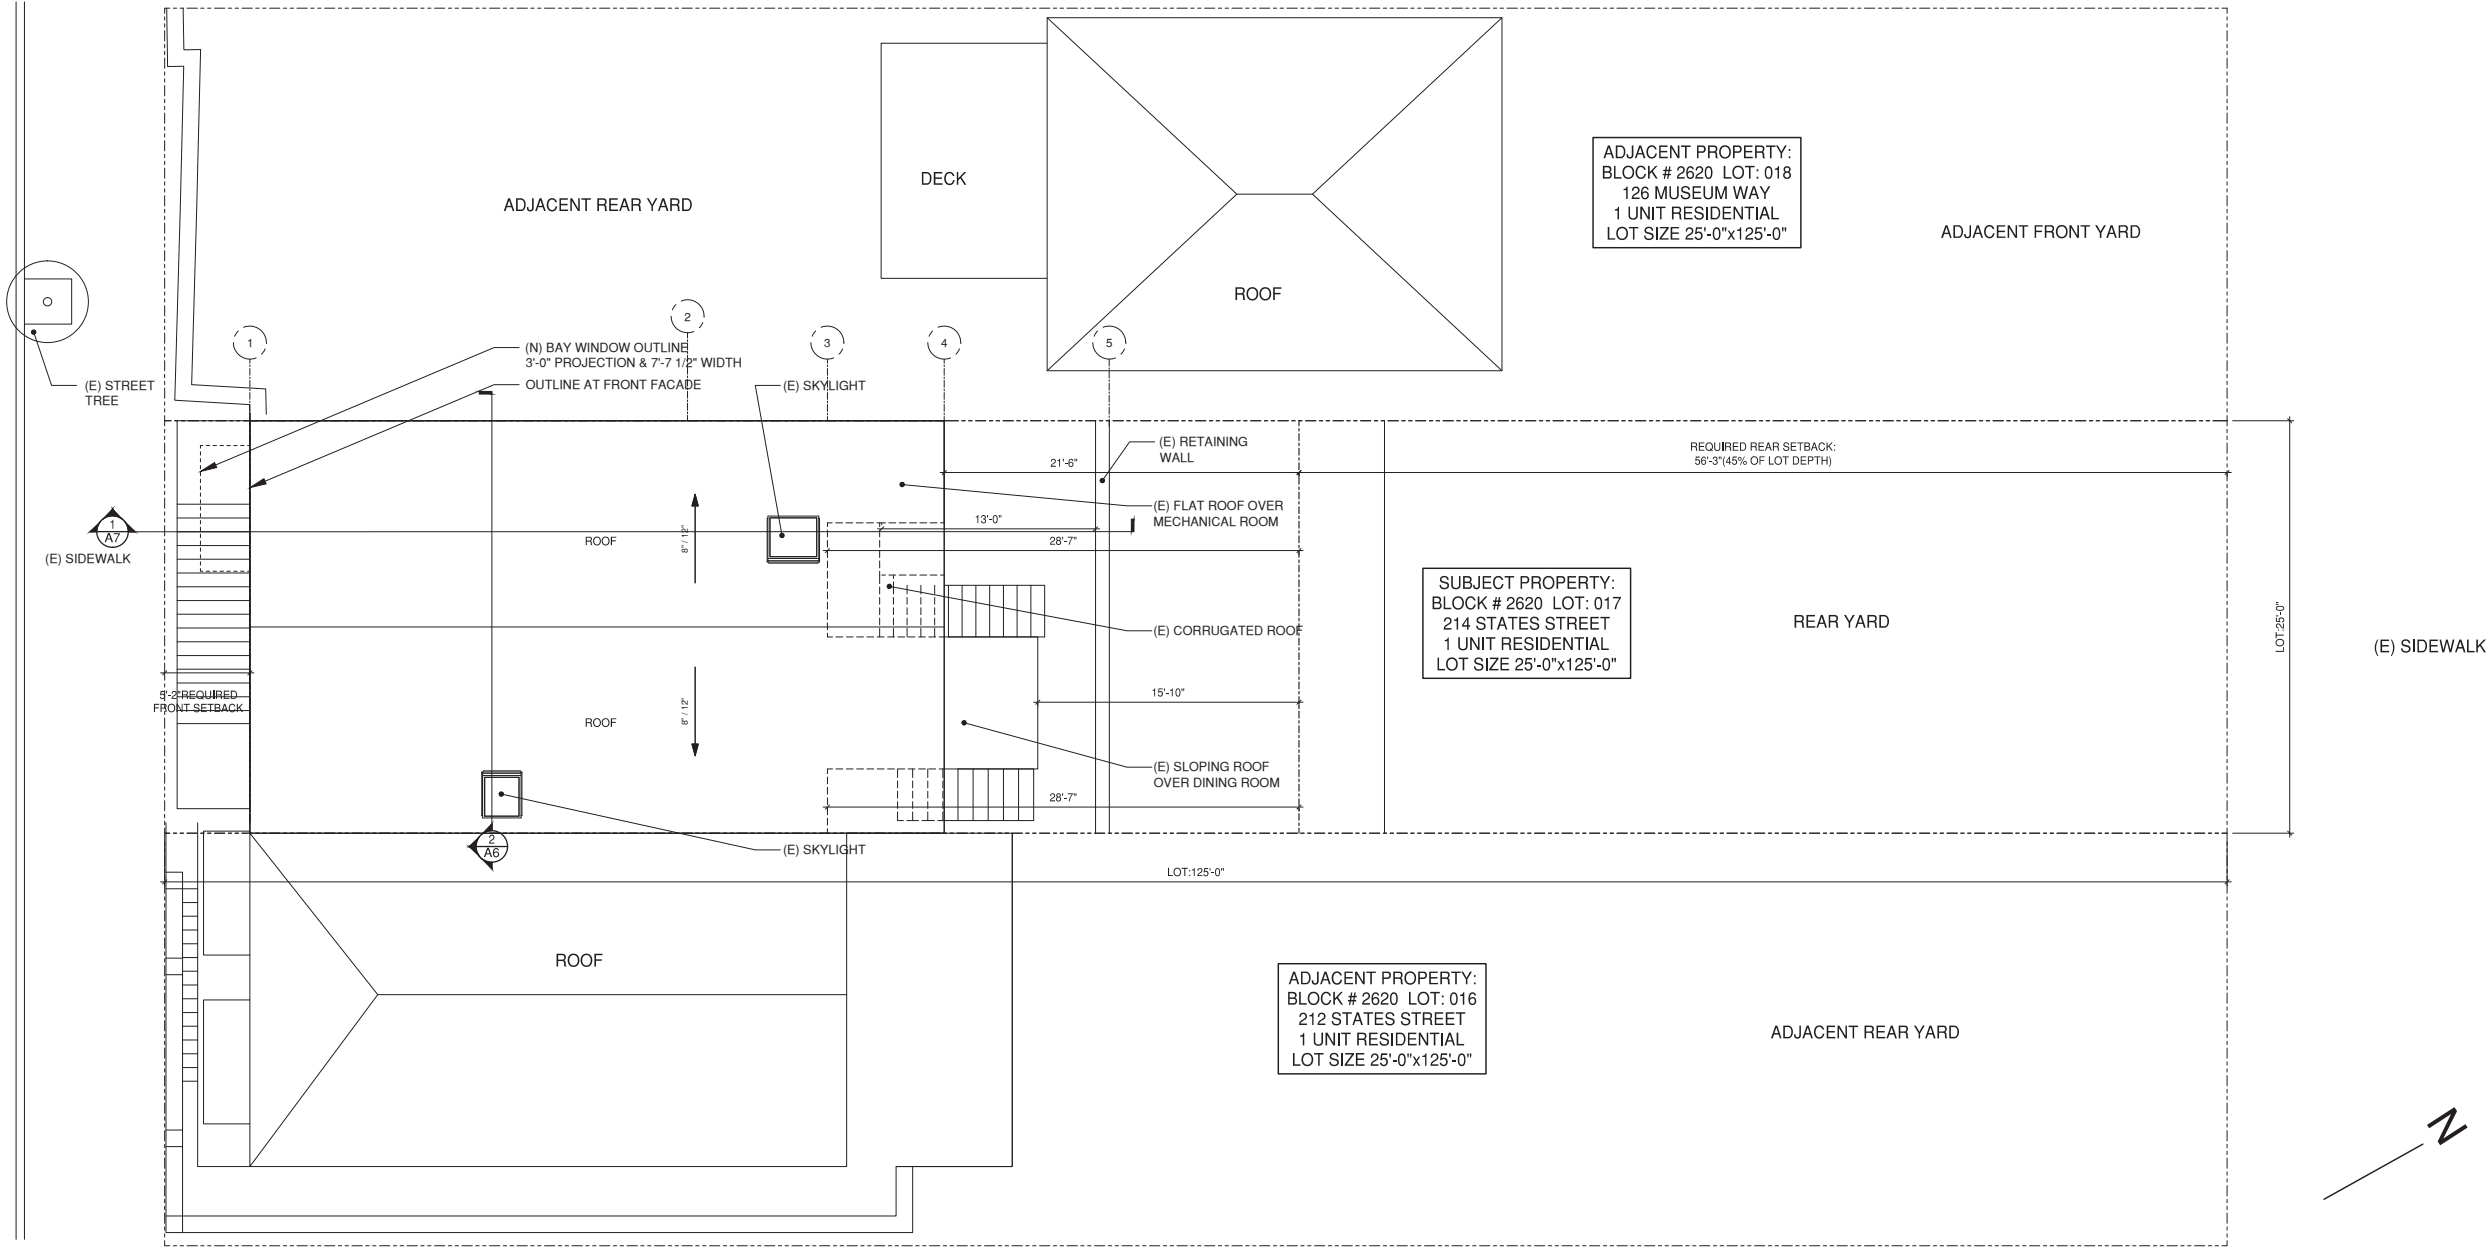 ADJACENT PROPERTY:
BLOCK # 2620 LOT: 018
126 MUSEUM WAY
1 UNIT RESIDENTIAL
LOT SIZE 25'-0"x125'-0"
DECK
ADJACENT REAR YARD
ADJACENT FRONT YARD
ROOF
1
2
3
4
5
(N) BAY WINDOW OUTLINE
3'-0" PROJECTION & 7'-7 1/2" WIDTH
OUTLINE AT FRONT FACADE
(E) SKYLIGHT
(E) STREET
TREE
(E) RETAINING
WALL
21'-6"
REQUIRED REAR SETBACK:
56'-3"(45% OF LOT DEPTH)
(E) FLAT ROOF OVER
MECHANICAL ROOM
13'-0"
1
A7
(E) SIDEWALK
ROOF
8" / 12"
28'-7"
SUBJECT PROPERTY:
BLOCK # 2620 LOT: 017
214 STATES STREET
1 UNIT RESIDENTIAL
LOT SIZE 25'-0"x125'-0"
REAR YARD
LOT:25'-0"
(E) SIDEWALK
(E) CORRUGATED ROOF
5'-2"REQUIRED
FRONT SETBACK
ROOF
8" / 12"
15'-10"
(E) SLOPING ROOF
OVER DINING ROOM
28'-7"
2
A6
(E) SKYLIGHT
LOT:125'-0"
ROOF
ADJACENT PROPERTY:
BLOCK # 2620 LOT: 016
212 STATES STREET
1 UNIT RESIDENTIAL
LOT SIZE 25'-0"x125'-0"
ADJACENT REAR YARD
N